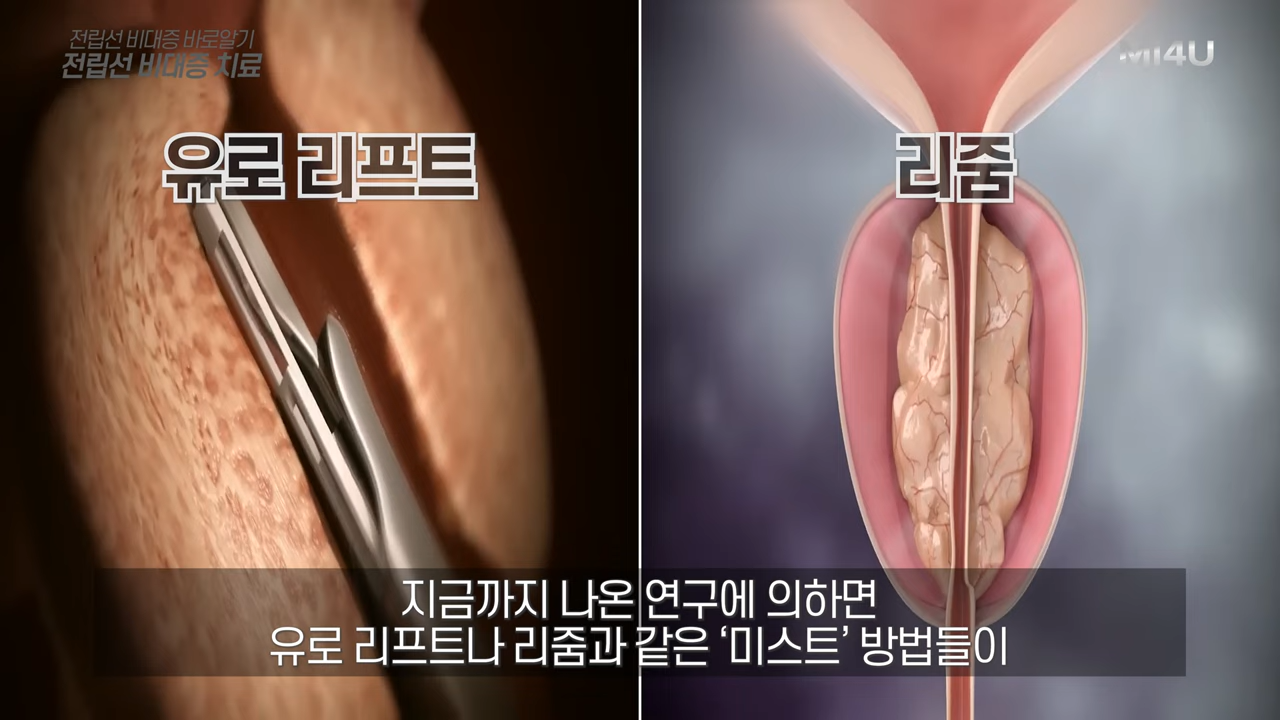 전립선 비대증 바로알기
전립선 비대증 치료
MI4U
유로 리프트
리줌
지금까지 나온 연구에 의하면
유로 리프트나 리줌과 같은 ‘미스트’ 방법들이